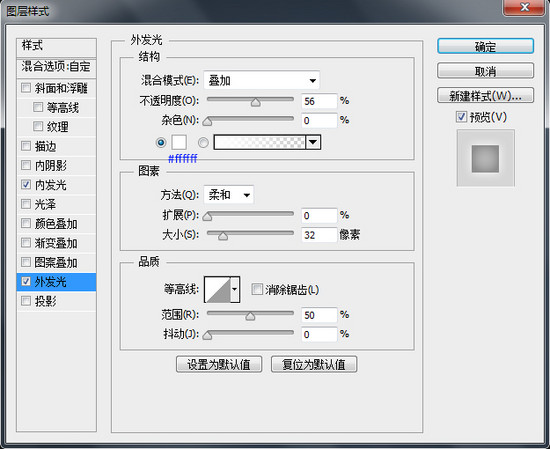 图层样式
样式
混合选项:自定
斜面和浮雕
等高线
纹理
描边
内阴影
内发光
光泽
颜色叠加
渐变叠加
图案叠加
外发光
投影
外发光
结构
混合模式(E): 叠加
不透明度(O): 56 %
杂色(N): 0 %
#ffffff
图素
方法(Q): 柔和
扩展(P): 0 %
大小(S): 32 像素
品质
等高线: 消除锯齿(L)
范围(R): 50 %
抖动(J): 0 %
设置为默认值 复位为默认值
确定
取消
新建样式(W)...
预览(V)